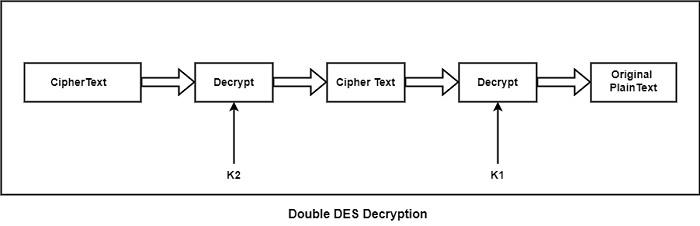 CipherText
Decrypt
Cipher Text
Decrypt
Original
PlainText
K2
K1
Double DES Decryption